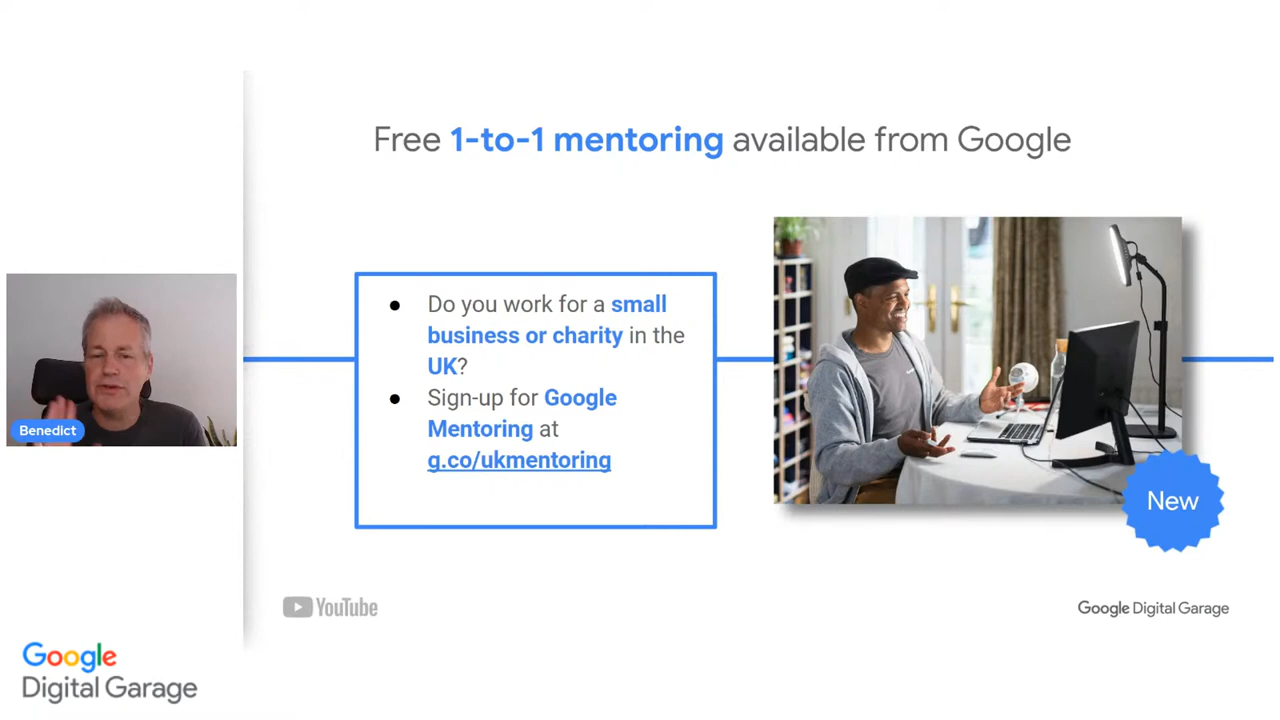 Free 1-to-1 mentoring available from Google
● Do you work for a small
business or charity in the
UK?
● Sign-up for Google
Mentoring at
g.co/ukmentoring
Benedict
New
YouTube
Google Digital Garage
Google
Digital Garage